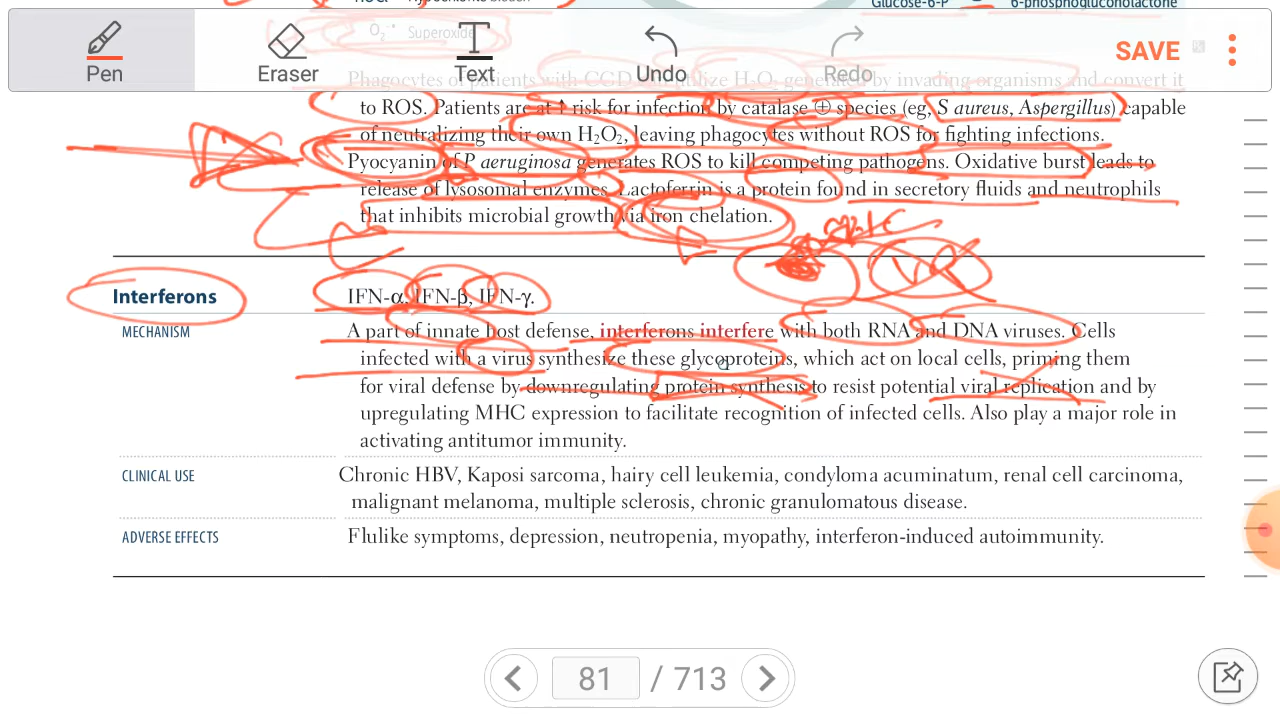 Glucose-6-P 6-phosphogluconolactone
O₂•⁻ Superoxide
Pen
Eraser
Text
Undo
Redo
SAVE
Phagocytes of patients with CGD can utilize H₂O₂ generated by invading organisms and convert it
to ROS. Patients are at ↑ risk for infection by catalase ⊕ species (eg, S aureus, Aspergillus) capable
of neutralizing their own H₂O₂, leaving phagocytes without ROS for fighting infections.
Pyocyanin of P aeruginosa generates ROS to kill competing pathogens. Oxidative burst leads to
release of lysosomal enzymes. Lactoferrin is a protein found in secretory fluids and neutrophils
that inhibits microbial growth via iron chelation.
Interferons IFN-α, IFN-β, IFN-γ.
MECHANISM A part of innate host defense, interferons interfere with both RNA and DNA viruses. Cells
infected with a virus synthesize these glycoproteins, which act on local cells, priming them
for viral defense by downregulating protein synthesis to resist potential viral replication and by
upregulating MHC expression to facilitate recognition of infected cells. Also play a major role in
activating antitumor immunity.
CLINICAL USE Chronic HBV, Kaposi sarcoma, hairy cell leukemia, condyloma acuminatum, renal cell carcinoma,
malignant melanoma, multiple sclerosis, chronic granulomatous disease.
ADVERSE EFFECTS Flulike symptoms, depression, neutropenia, myopathy, interferon-induced autoimmunity.
81 / 713